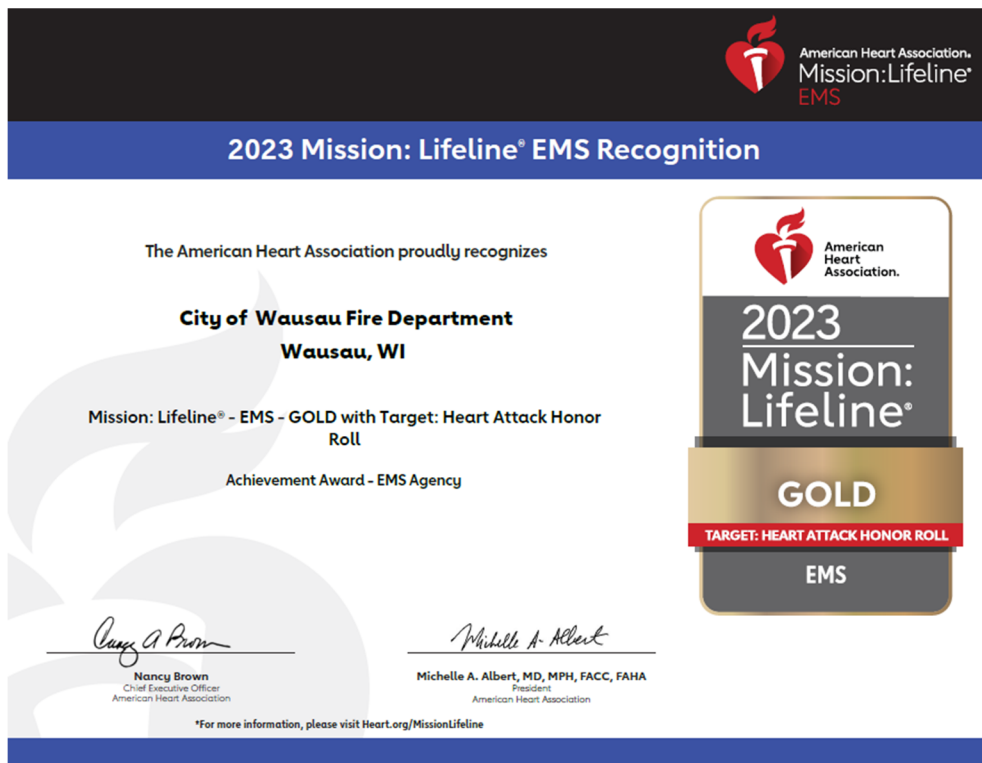 American Heart Association®
Mission:Lifeline®
EMS
2023 Mission: Lifeline® EMS Recognition
The American Heart Association proudly recognizes
City of Wausau Fire Department
Wausau, WI
Mission: Lifeline® - EMS - GOLD with Target: Heart Attack Honor
Roll
Achievement Award - EMS Agency
American
Heart
Association.
2023
Mission:
Lifeline®
GOLD
TARGET: HEART ATTACK HONOR ROLL
EMS
Nancy A Brown
Nancy Brown
Chief Executive Officer
American Heart Association
Michelle A. Albert
Michelle A. Albert, MD, MPH, FACC, FAHA
President
American Heart Association
*For more information, please visit Heart.org/MissionLifeline